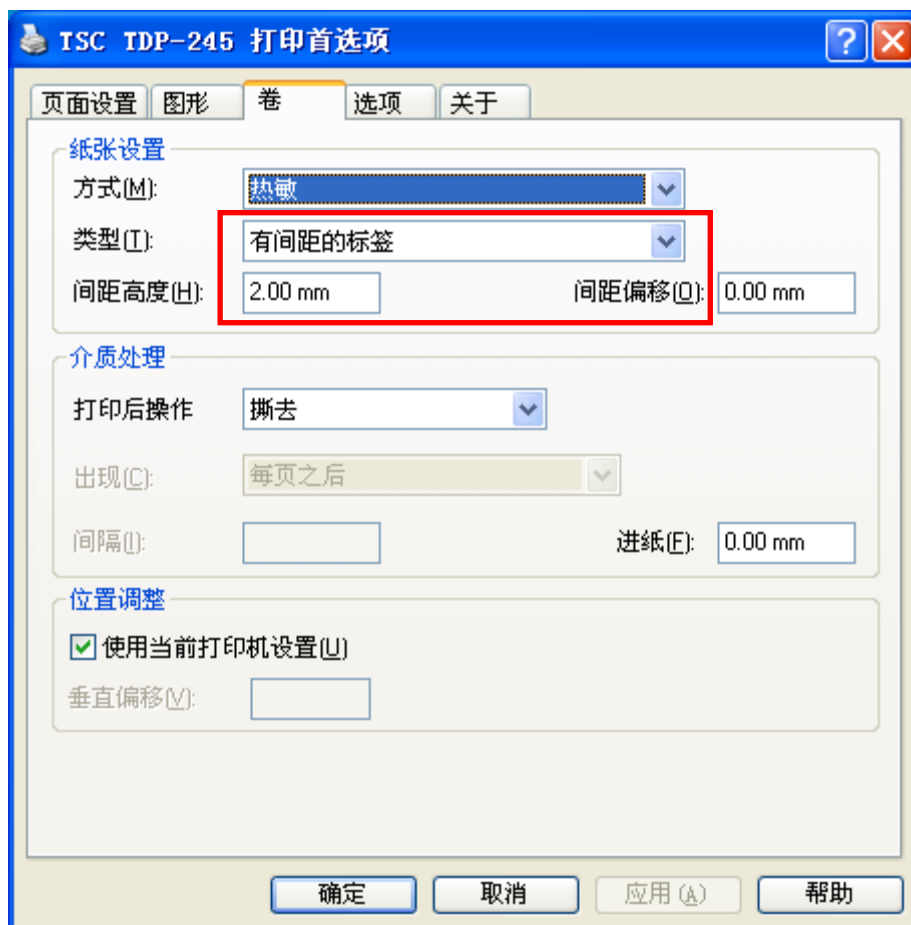 TSC TDP-245 打印首选项
页面设置 图形 卷 选项 关于
纸张设置
方式(M): 热敏
类型(T): 有间距的标签
间距高度(H): 2.00 mm 间距偏移(O): 0.00 mm
介质处理
打印后操作 撕去
出现(C): 每页之后
间隔(I): 进纸(F): 0.00 mm
位置调整
使用当前打印机设置(U)
垂直偏移(V):
确定 取消 应用(A) 帮助